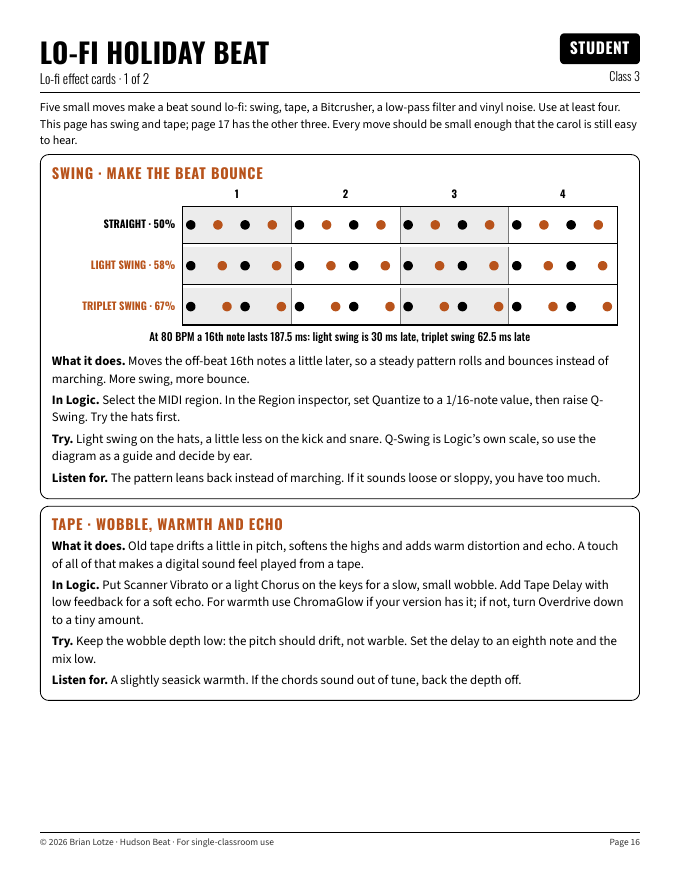 LO-FI HOLIDAY BEAT
STUDENT
Lo-fi effect cards · 1 of 2
Class 3
Five small moves make a beat sound lo-fi: swing, tape, a Bitcrusher, a low-pass filter and vinyl noise. Use at least four.
This page has swing and tape; page 17 has the other three. Every move should be small enough that the carol is still easy
to hear.
SWING · MAKE THE BEAT BOUNCE
1 2 3 4
STRAIGHT · 50%
LIGHT SWING · 58%
TRIPLET SWING · 67%
At 80 BPM a 16th note lasts 187.5 ms: light swing is 30 ms late, triplet swing 62.5 ms late
What it does. Moves the off-beat 16th notes a little later, so a steady pattern rolls and bounces instead of
marching. More swing, more bounce.
In Logic. Select the MIDI region. In the Region inspector, set Quantize to a 1/16-note value, then raise Q-
Swing. Try the hats first.
Try. Light swing on the hats, a little less on the kick and snare. Q-Swing is Logic’s own scale, so use the
diagram as a guide and decide by ear.
Listen for. The pattern leans back instead of marching. If it sounds loose or sloppy, you have too much.
TAPE · WOBBLE, WARMTH AND ECHO
What it does. Old tape drifts a little in pitch, softens the highs and adds warm distortion and echo. A touch
of all of that makes a digital sound feel played from a tape.
In Logic. Put Scanner Vibrato or a light Chorus on the keys for a slow, small wobble. Add Tape Delay with
low feedback for a soft echo. For warmth use ChromaGlow if your version has it; if not, turn Overdrive down
to a tiny amount.
Try. Keep the wobble depth low: the pitch should drift, not warble. Set the delay to an eighth note and the
mix low.
Listen for. A slightly seasick warmth. If the chords sound out of tune, back the depth off.
© 2026 Brian Lotze · Hudson Beat · For single-classroom use
Page 16